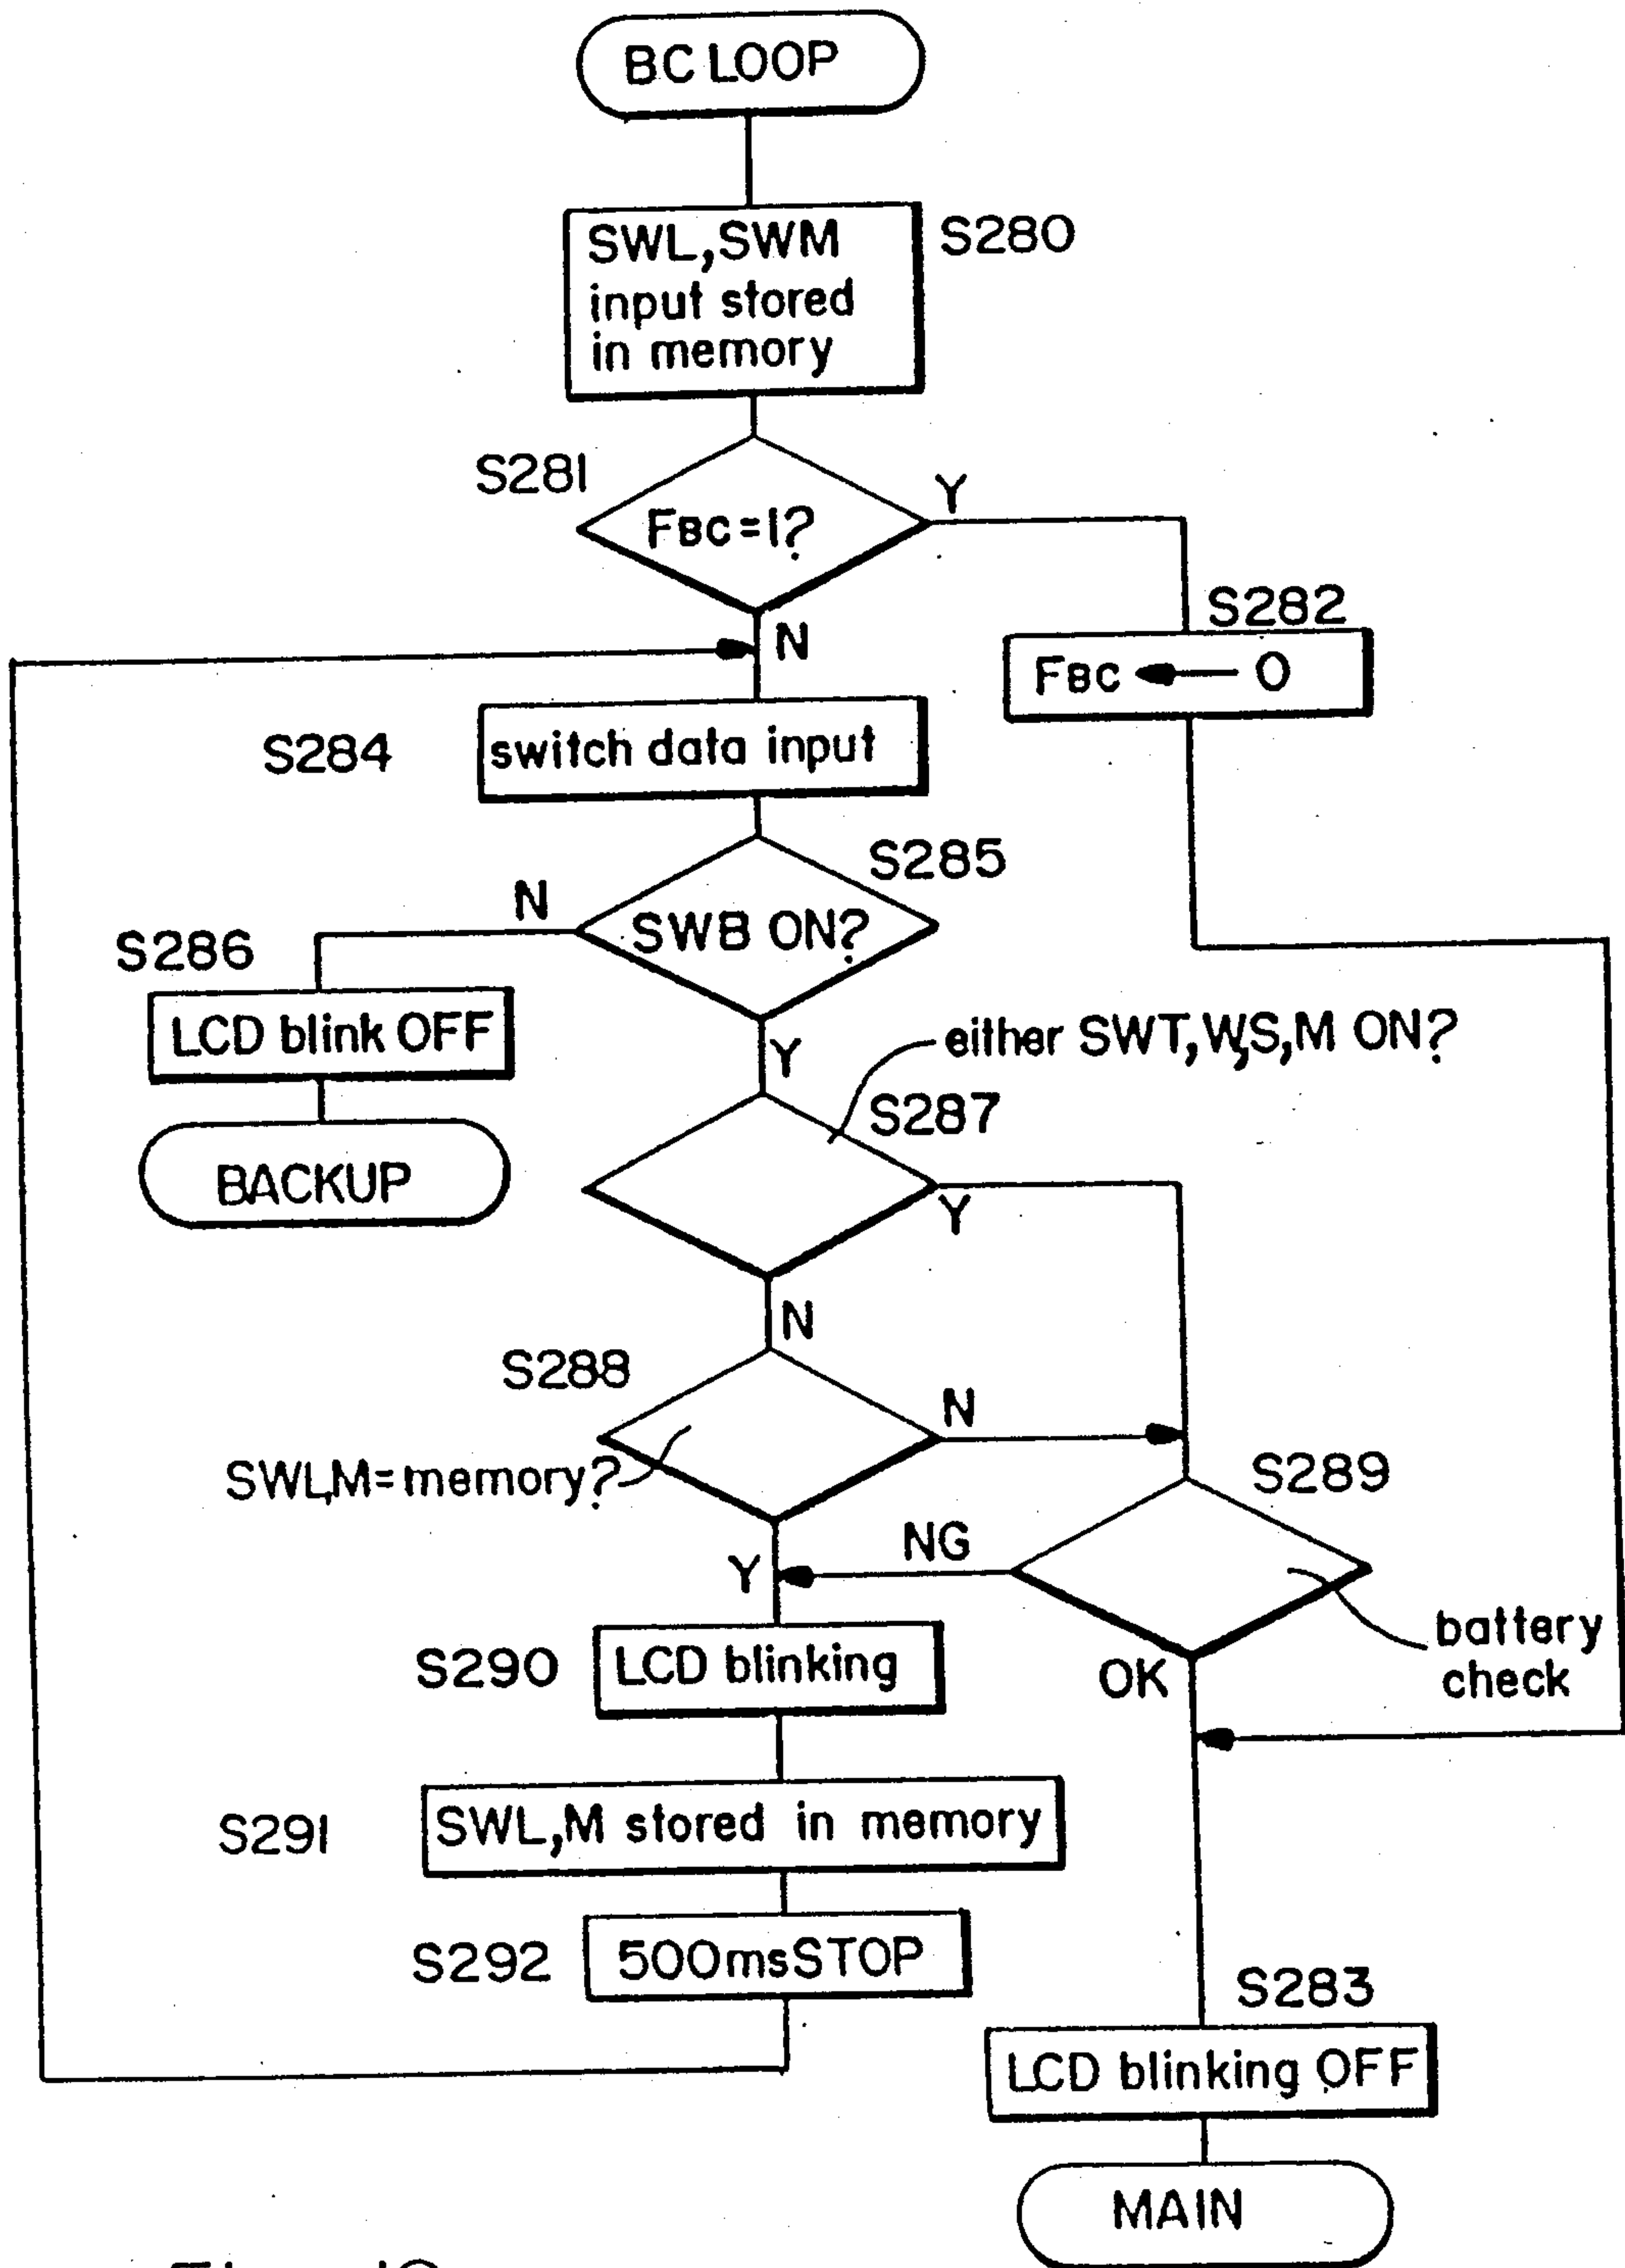 BC LOOP
SWL,SWM
input stored
in memory
S280
S281
FBC=1?
Y
N
S282
FBC ← 0
S284
switch data input
S285
SWB ON?
N
S286
LCD blink OFF
BACKUP
Y
either SWT,W,S,M ON?
S287
Y
N
S288
SWL,M=memory?
N
S289
NG
Y
battery
check
OK
S290
LCD blinking
S291
SWL,M stored in memory
S292
500msSTOP
S283
LCD blinking OFF
MAIN